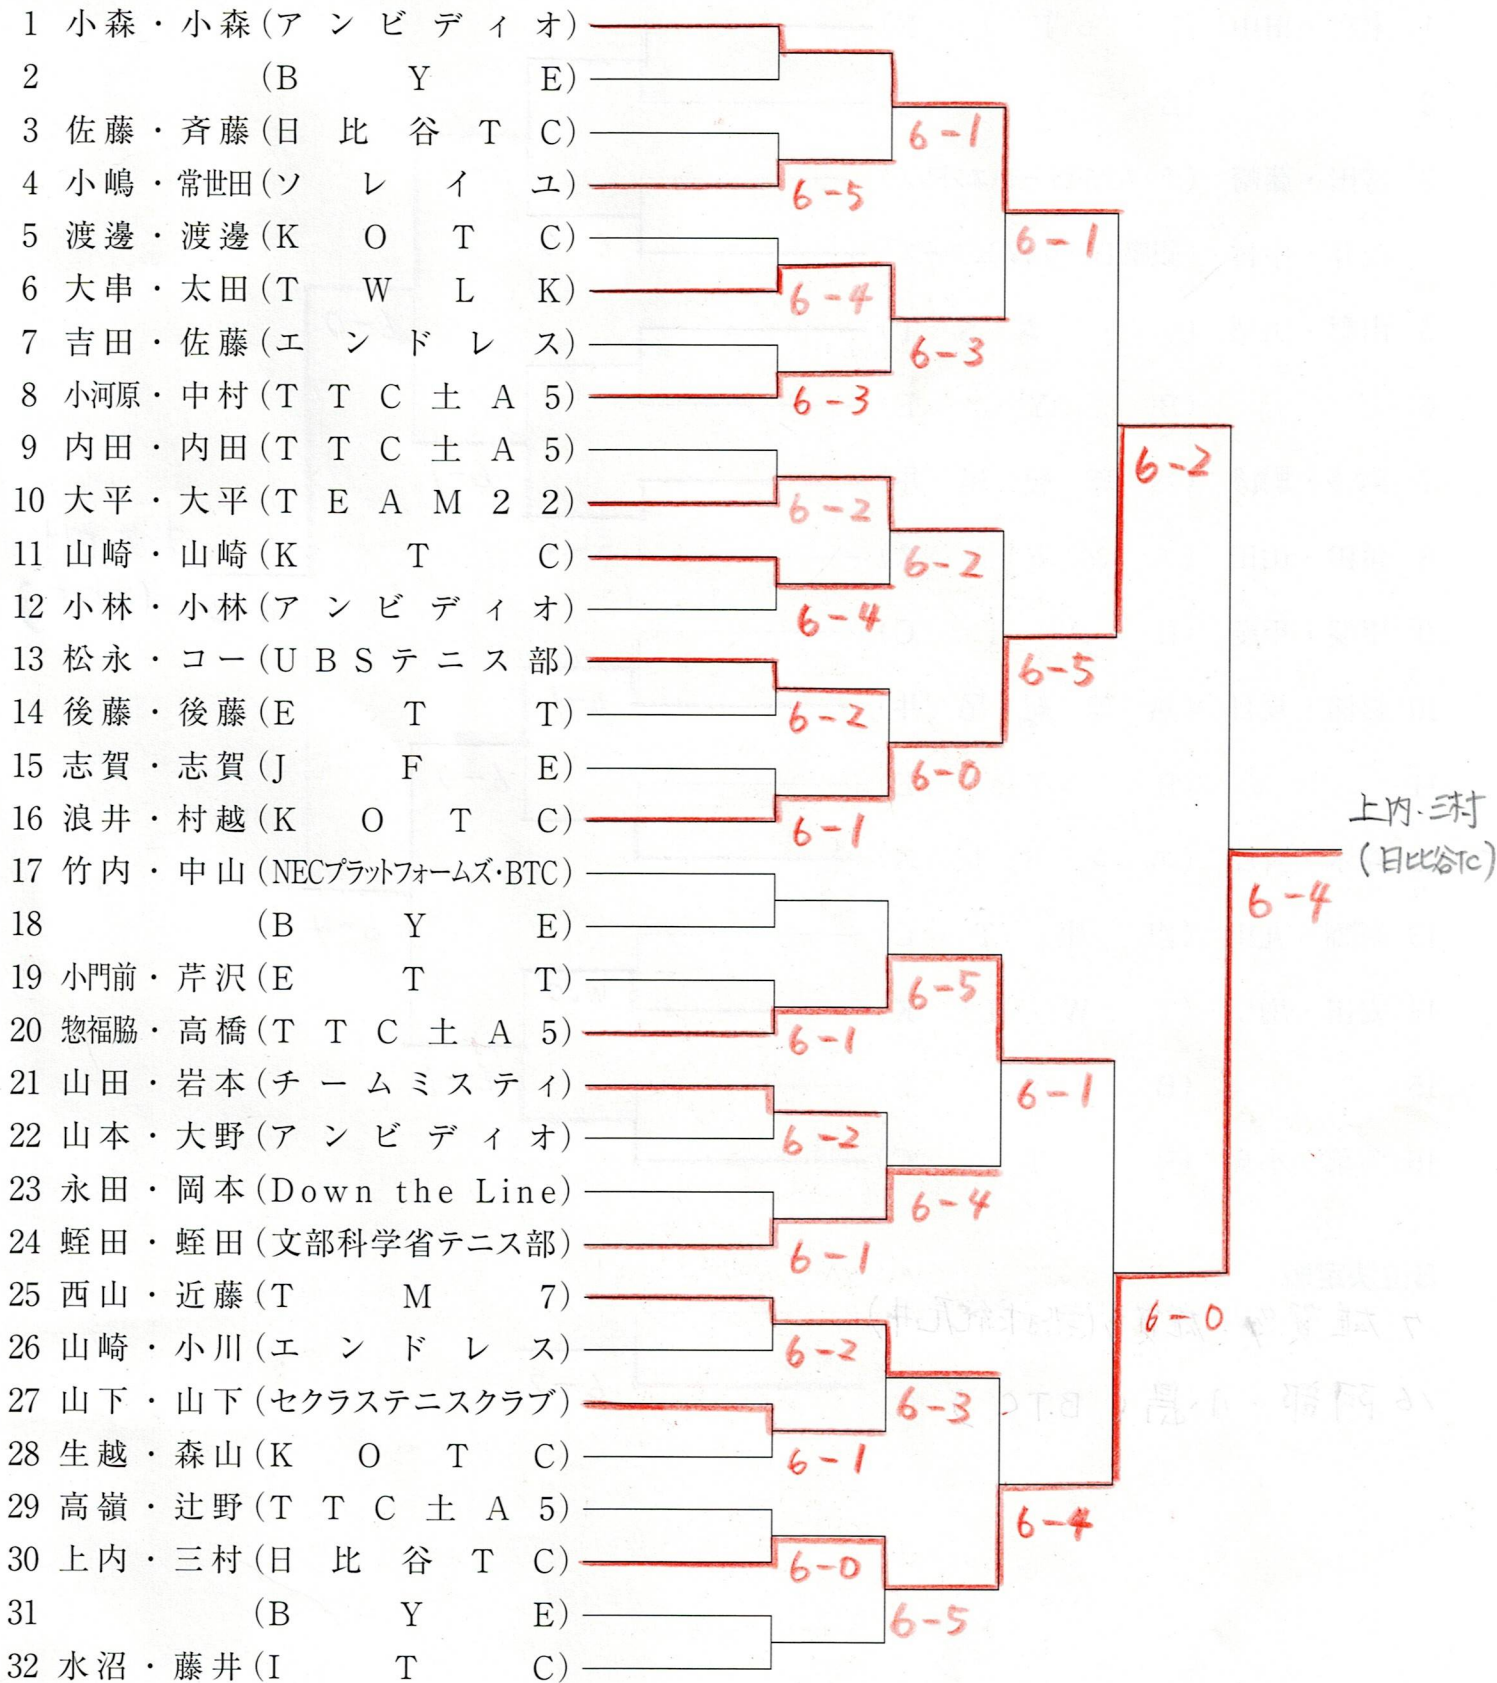 1 小森・小森(アンビディオ)
2 (BYE)
3 佐藤・斉藤(日比谷TC)
6-1
4 小嶋・常世田(ソレイユ)
6-5
5 渡邊・渡邊(KOTC)
6-1
6 大串・太田(TWLK)
6-4
7 吉田・佐藤(エンドレス)
6-3
8 小河原・中村(TTC土A5)
6-3
9 内田・内田(TTC土A5)
6-2
10 大平・大平(TEAM22)
6-2
11 山崎・山崎(KTC)
6-2
12 小林・小林(アンビディオ)
6-4
13 松永・コー(UBSテニス部)
6-5
14 後藤・後藤(ETT)
6-2
15 志賀・志賀(JFE)
6-0
16 浪井・村越(KOTC)
6-1
上内・三村
(日比谷TC)
17 竹内・中山(NECプラットフォームズ・BTC)
6-4
18 (BYE)
19 小門前・芹沢(ETT)
6-5
20 惣福脇・高橋(TTC土A5)
6-1
21 山田・岩本(チームミスティ)
6-1
22 山本・大野(アンビディオ)
6-2
23 永田・岡本(Down the Line)
6-4
24 蛭田・蛭田(文部科学省テニス部)
6-1
25 西山・近藤(TM7)
6-0
26 山崎・小川(エンドレス)
6-2
27 山下・山下(セクラステニスクラブ)
6-3
28 生越・森山(KOTC)
6-1
29 高嶺・辻野(TTC土A5)
6-4
30 上内・三村(日比谷TC)
6-0
31 (BYE)
6-5
32 水沼・藤井(ITC)